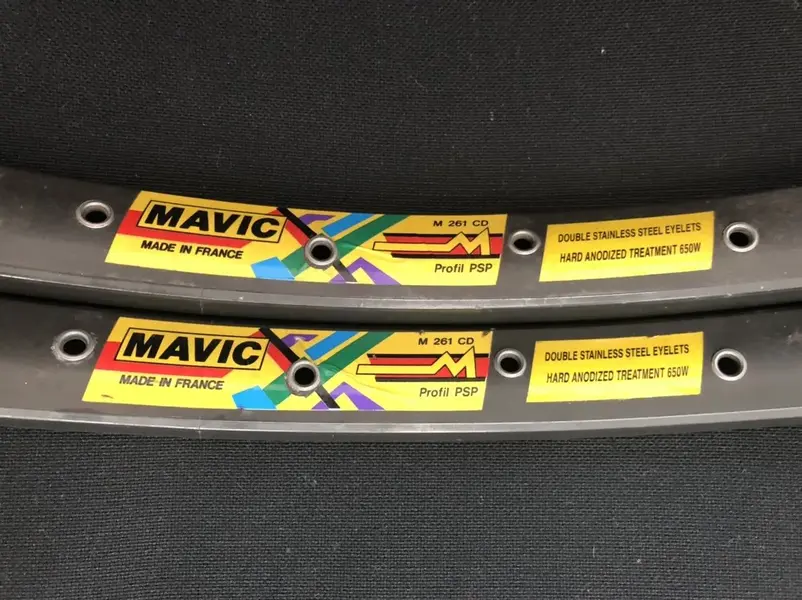 MAVIC
MADE IN FRANCE
M 261 CD
M
Profil PSP
DOUBLE STAINLESS STEEL EYELETS
HARD ANODIZED TREATMENT 650W
MAVIC
MADE IN FRANCE
M 261 CD
M
Profil PSP
DOUBLE STAINLESS STEEL EYELETS
HARD ANODIZED TREATMENT 650W